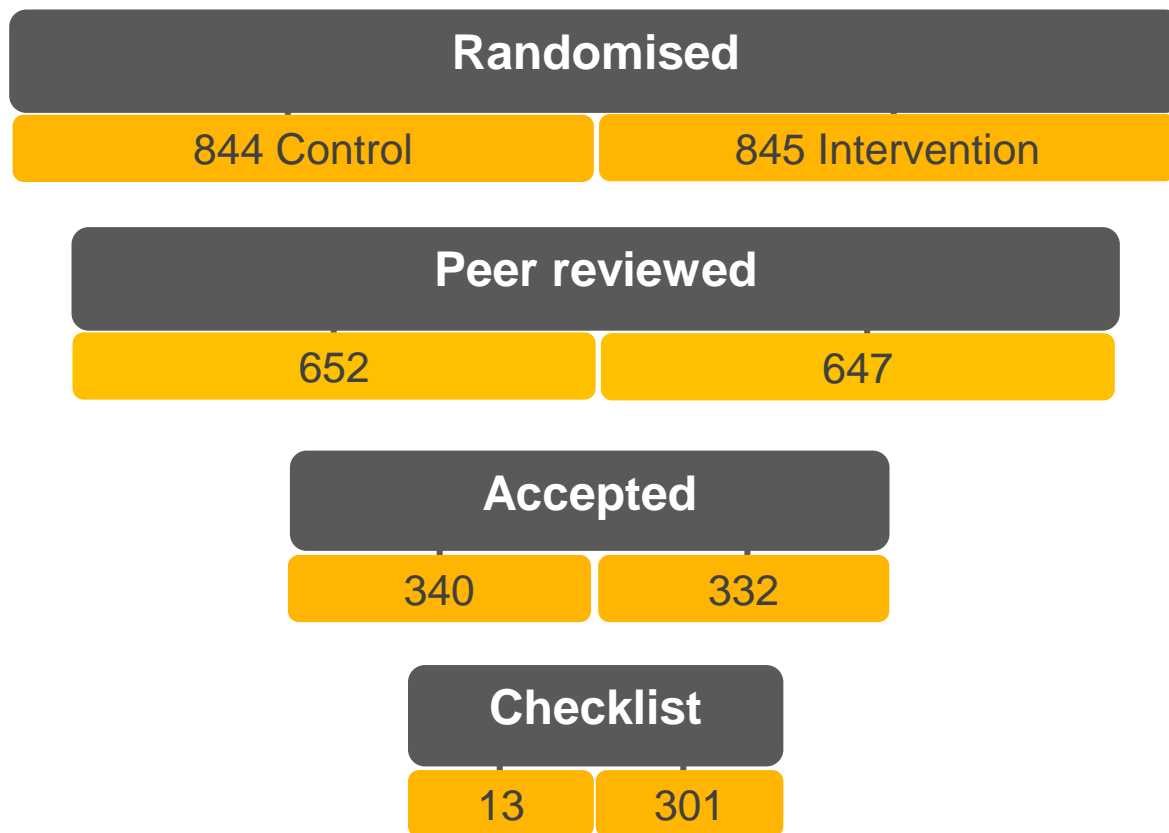 Randomised
844 Control
845 Intervention
Peer reviewed
652
647
Accepted
340
332
Checklist
13
301